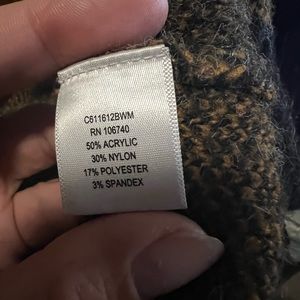 C611612BWM
RN 106740
50% ACRYLIC
30% NYLON
17% POLYESTER
3% SPANDEX